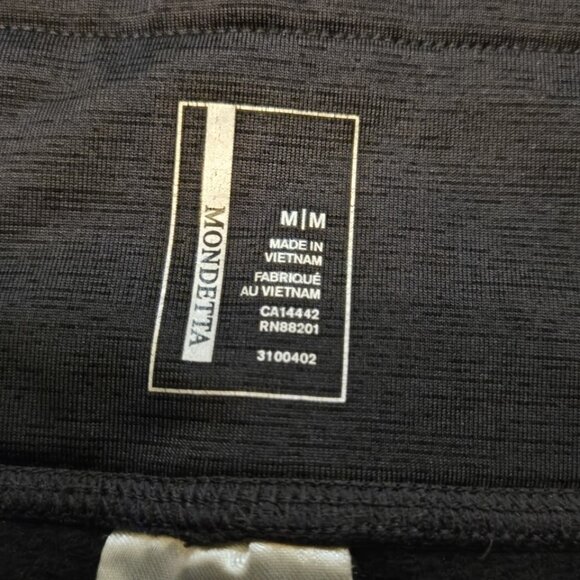 MONDETTA
M|M
MADE IN
VIETNAM
FABRIQUÉ
AU VIETNAM
CA14442
RN88201
3100402